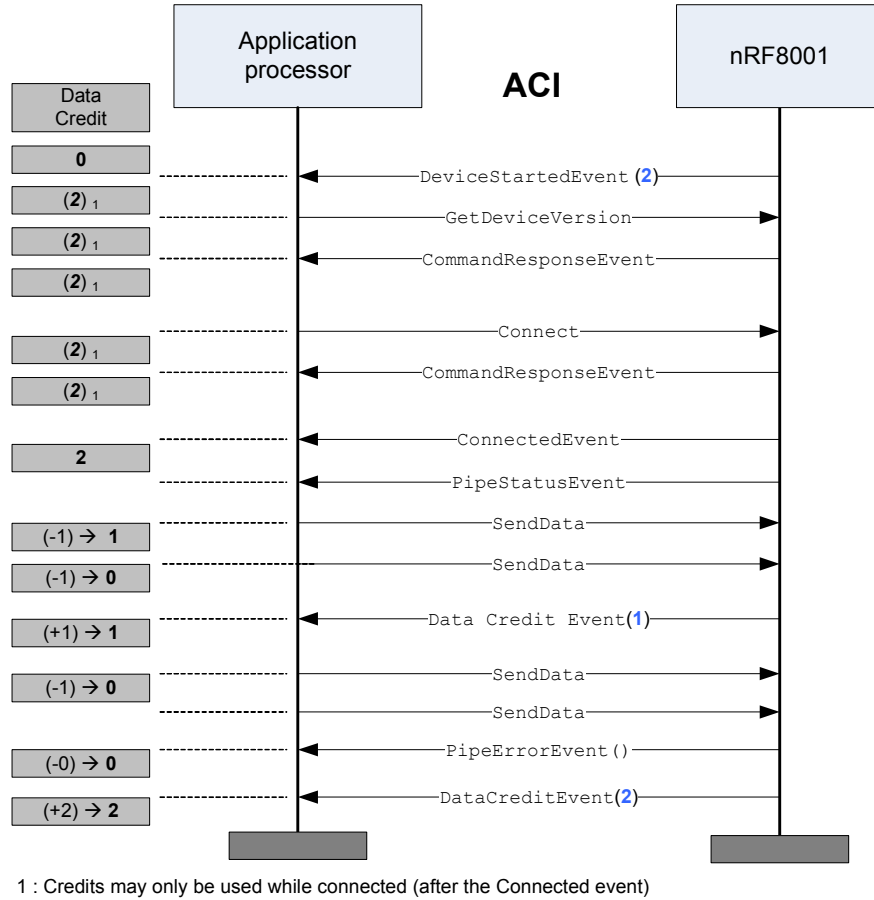 Application
processor
ACI
nRF8001
Data
Credit
0
DeviceStartedEvent (2)
(2) 1
GetDeviceVersion
(2) 1
CommandResponseEvent
(2) 1
Connect
(2) 1
CommandResponseEvent
(2) 1
ConnectedEvent
2
PipeStatusEvent
SendData
(-1) → 1
SendData
(-1) → 0
Data Credit Event(1)
(+1) → 1
SendData
(-1) → 0
SendData
PipeErrorEvent()
(-0) → 0
DataCreditEvent(2)
(+2) → 2
1 : Credits may only be used while connected (after the Connected event)